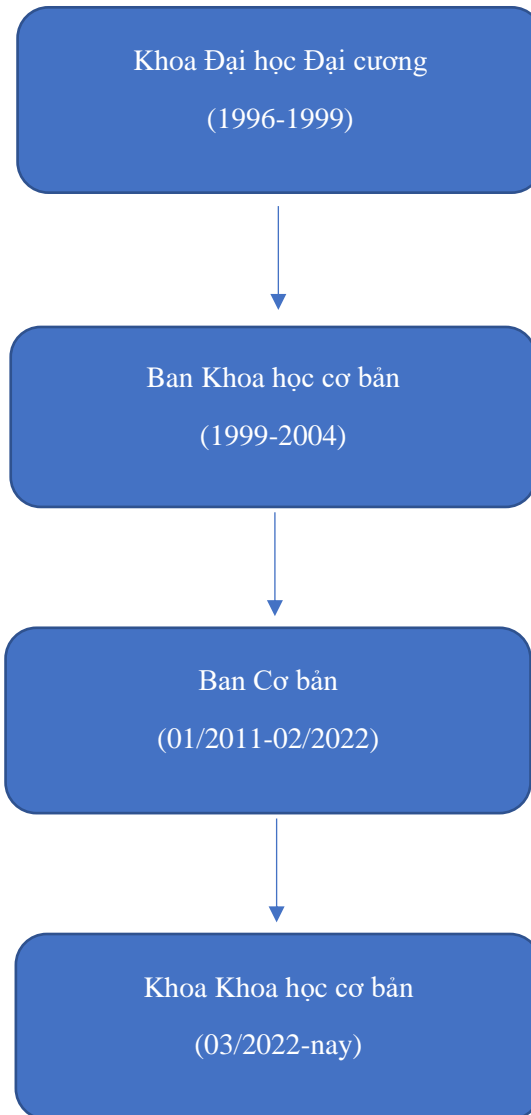 Khoa Đại học Đại cương
(1996-1999)
Ban Khoa học cơ bản
(1999-2004)
Ban Cơ bản
(01/2011-02/2022)
Khoa Khoa học cơ bản
(03/2022-nay)